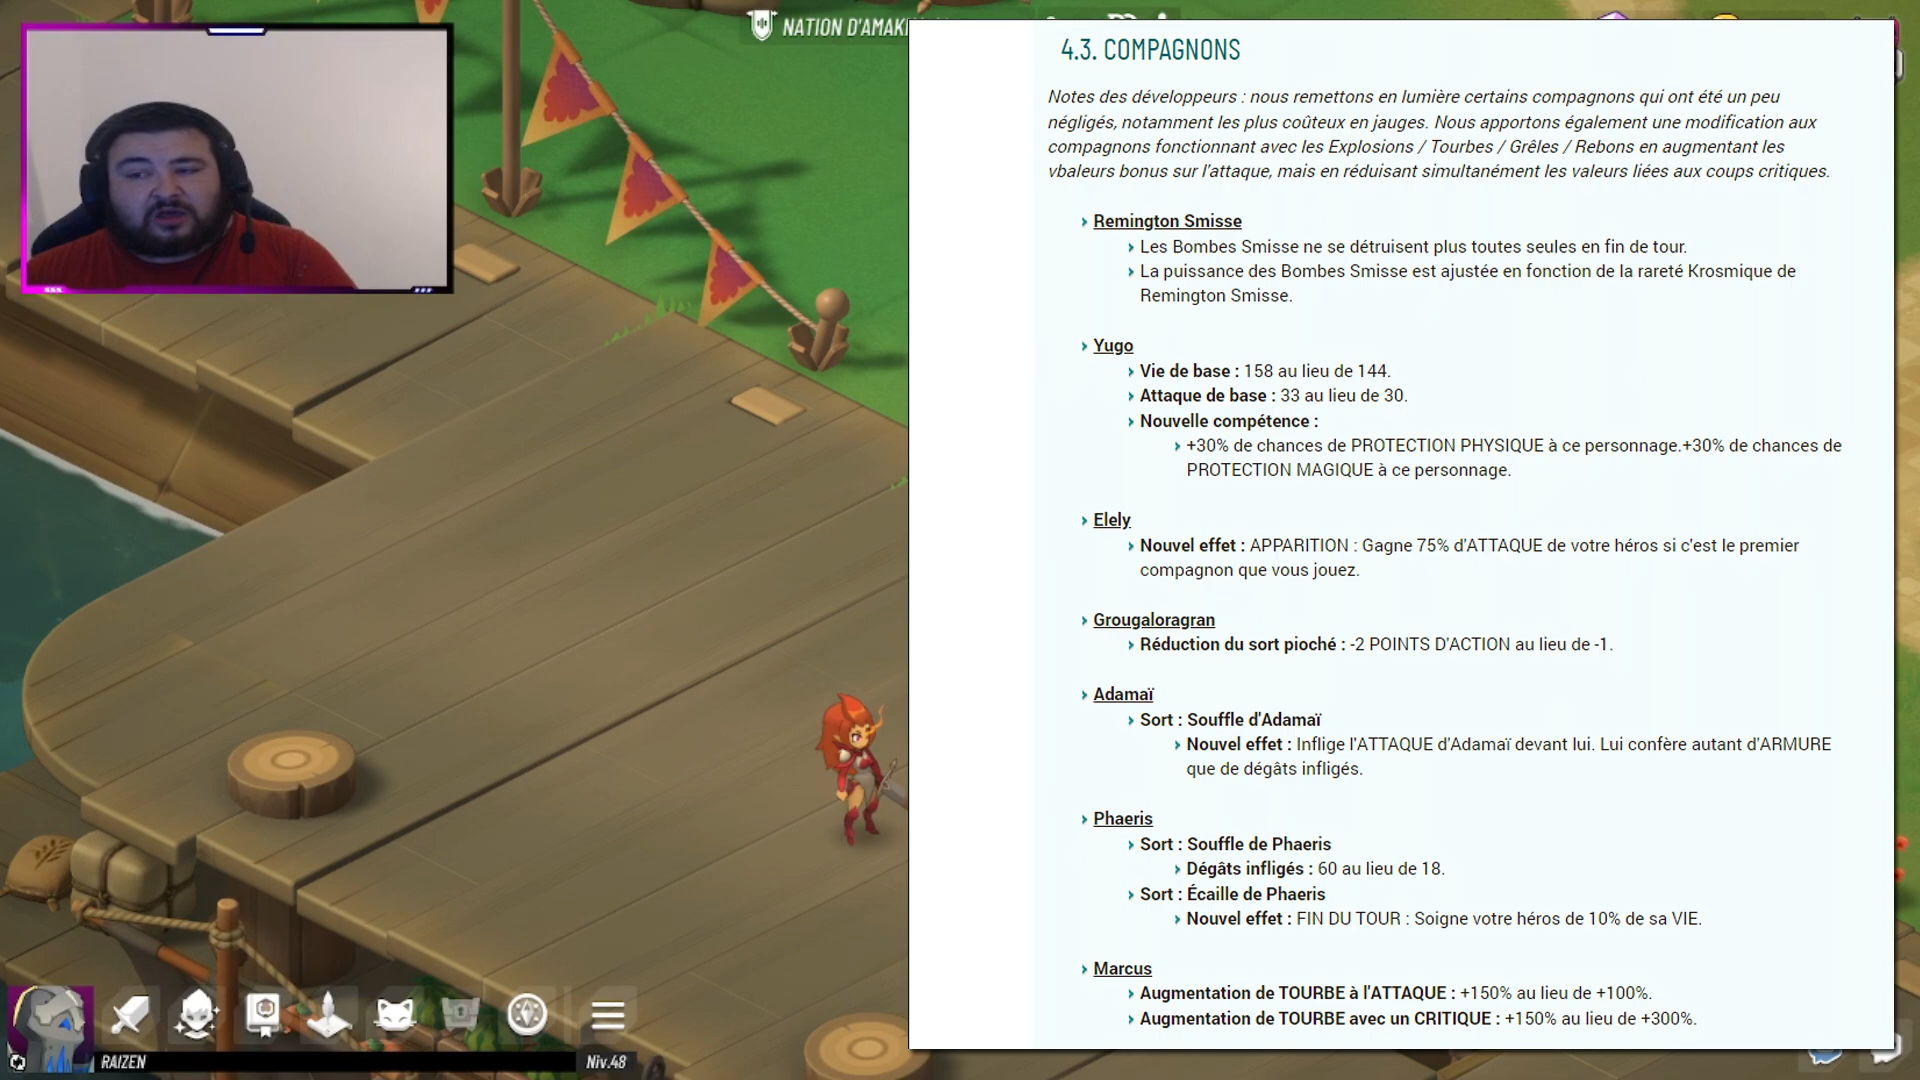 NATION D'AMAK
4.3. COMPAGNONS
Notes des développeurs : nous remettons en lumière certains compagnons qui ont été un peu
négligés, notamment les plus coûteux en jauges. Nous apportons également une modification aux
compagnons fonctionnant avec les Explosions / Tourbes / Grêles / Rebons en augmentant les
vbaleurs bonus sur l'attaque, mais en réduisant simultanément les valeurs liées aux coups critiques.
Remington Smisse
Les Bombes Smisse ne se détruisent plus toutes seules en fin de tour.
La puissance des Bombes Smisse est ajustée en fonction de la rareté Krosmique de
Remington Smisse.
Yugo
Vie de base : 158 au lieu de 144.
Attaque de base : 33 au lieu de 30.
Nouvelle compétence :
+30% de chances de PROTECTION PHYSIQUE à ce personnage.+30% de chances de
PROTECTION MAGIQUE à ce personnage.
Elely
Nouvel effet : APPARITION : Gagne 75% d'ATTAQUE de votre héros si c'est le premier
compagnon que vous jouez.
Grougaloragran
Réduction du sort pioché : -2 POINTS D'ACTION au lieu de -1.
Adamaï
Sort : Souffle d'Adamaï
Nouvel effet : Inflige l'ATTAQUE d'Adamaï devant lui. Lui confère autant d'ARMURE
que de dégâts infligés.
Phaeris
Sort : Souffle de Phaeris
Dégâts infligés : 60 au lieu de 18.
Sort : Écaille de Phaeris
Nouvel effet : FIN DU TOUR : Soigne votre héros de 10% de sa VIE.
Marcus
Augmentation de TOURBE à l'ATTAQUE : +150% au lieu de +100%.
Augmentation de TOURBE avec un CRITIQUE : +150% au lieu de +300%.
RAIZEN
Niv.48